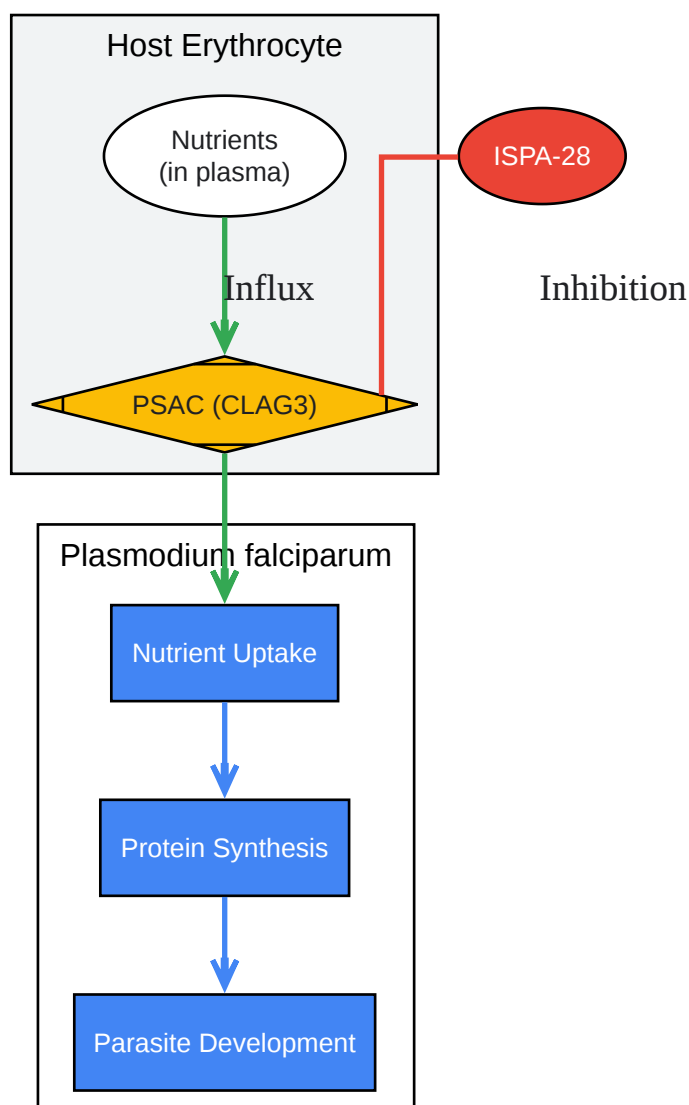 Host Erythrocyte
Nutrients
(in plasma)
ISPA-28
Influx
Inhibition
PSAC (CLAG3)
Plasmodium falciparum
Nutrient Uptake
Protein Synthesis
Parasite Development